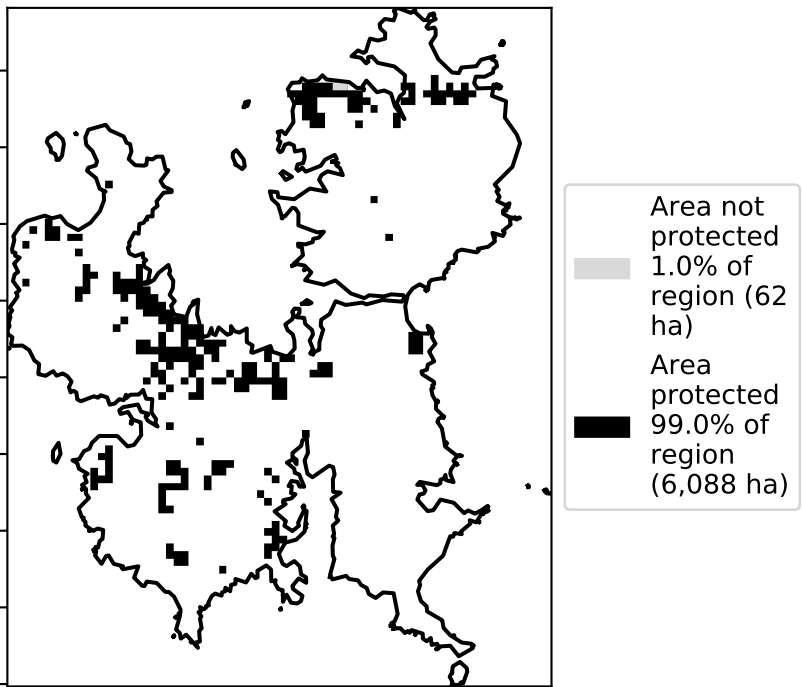 Area not
protected
1.0% of
region (62
ha)
Area
protected
99.0% of
region
(6,088 ha)